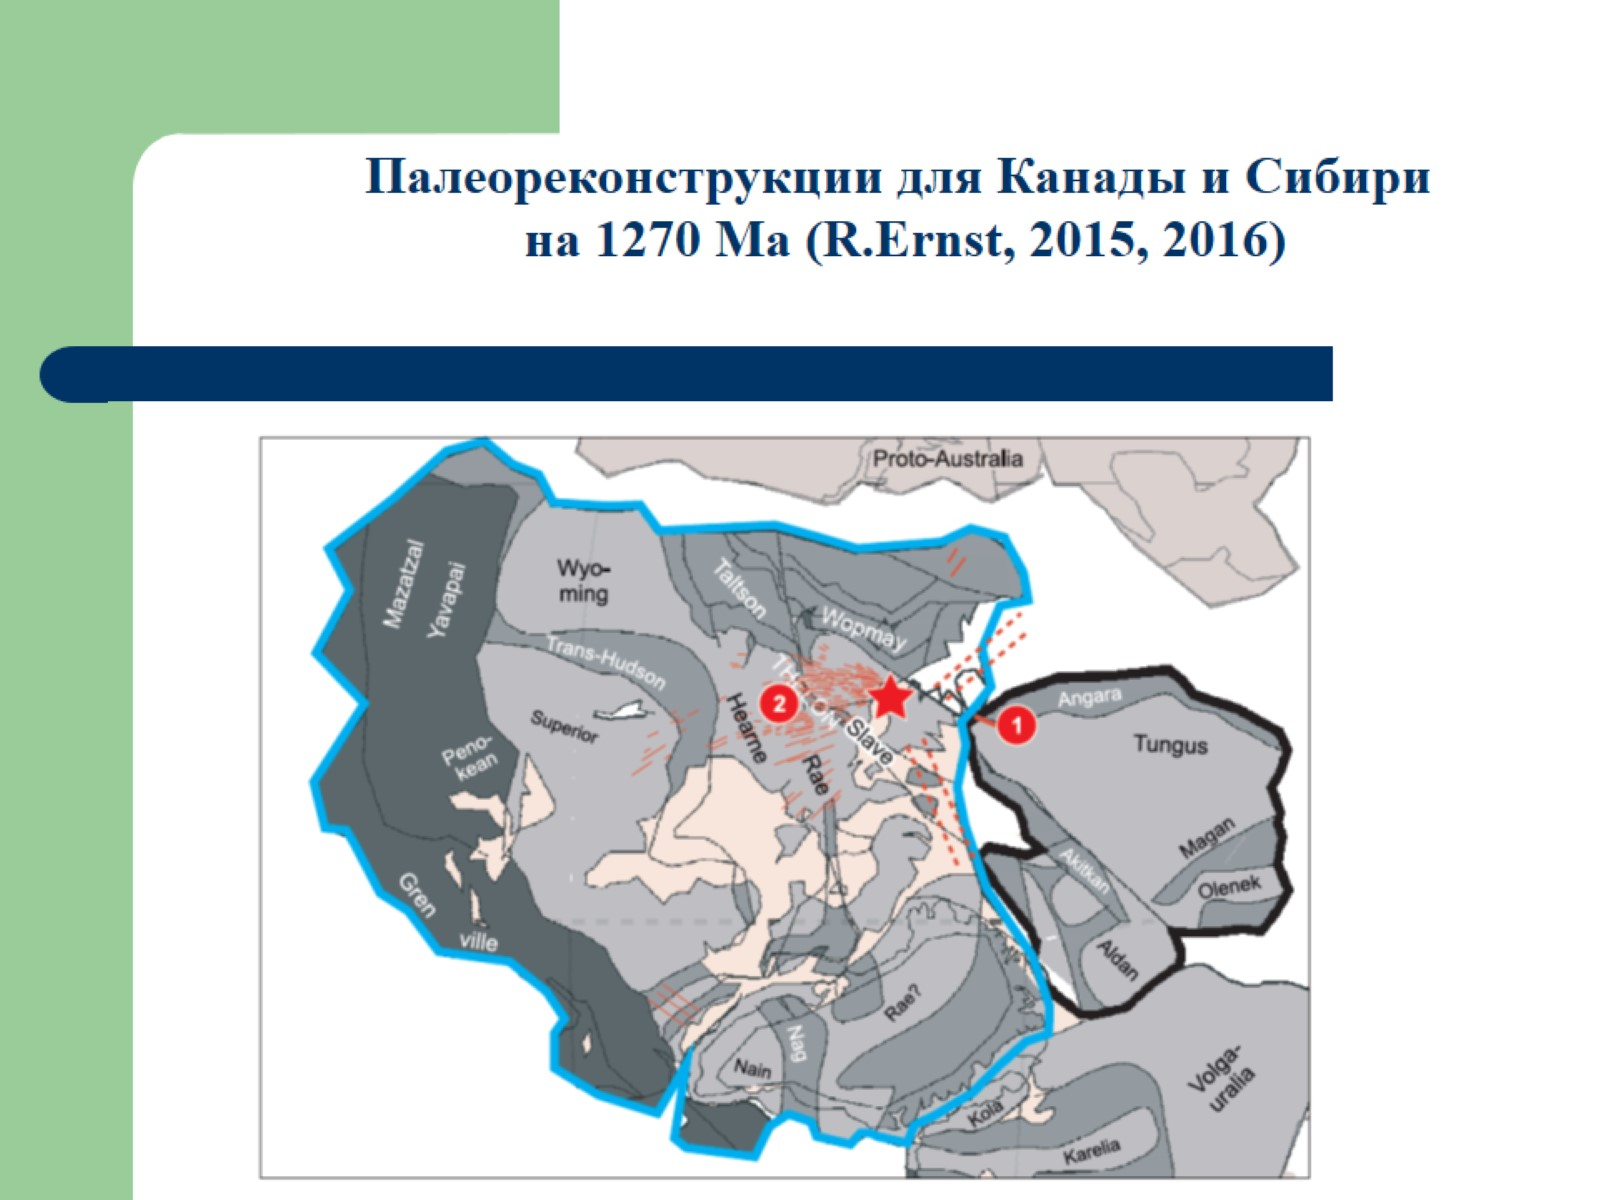 Палеореконструкции для Канады и Сибири
на 1270 Ма (R.Ernst, 2015, 2016)
Proto-Australia
Mazatzal
Yavapai
Wyo-
ming
Taltson
Wopmay
Trans-Hudson
THELON
2
1
Angara
Tungus
Superior
Hearne
Slave
Rae
Peno-
kean
Magan
Akitkan
Olenek
Gren
ville
Aldan
Rae?
Nag
Nain
Volga-
uralia
Kola
Karelia